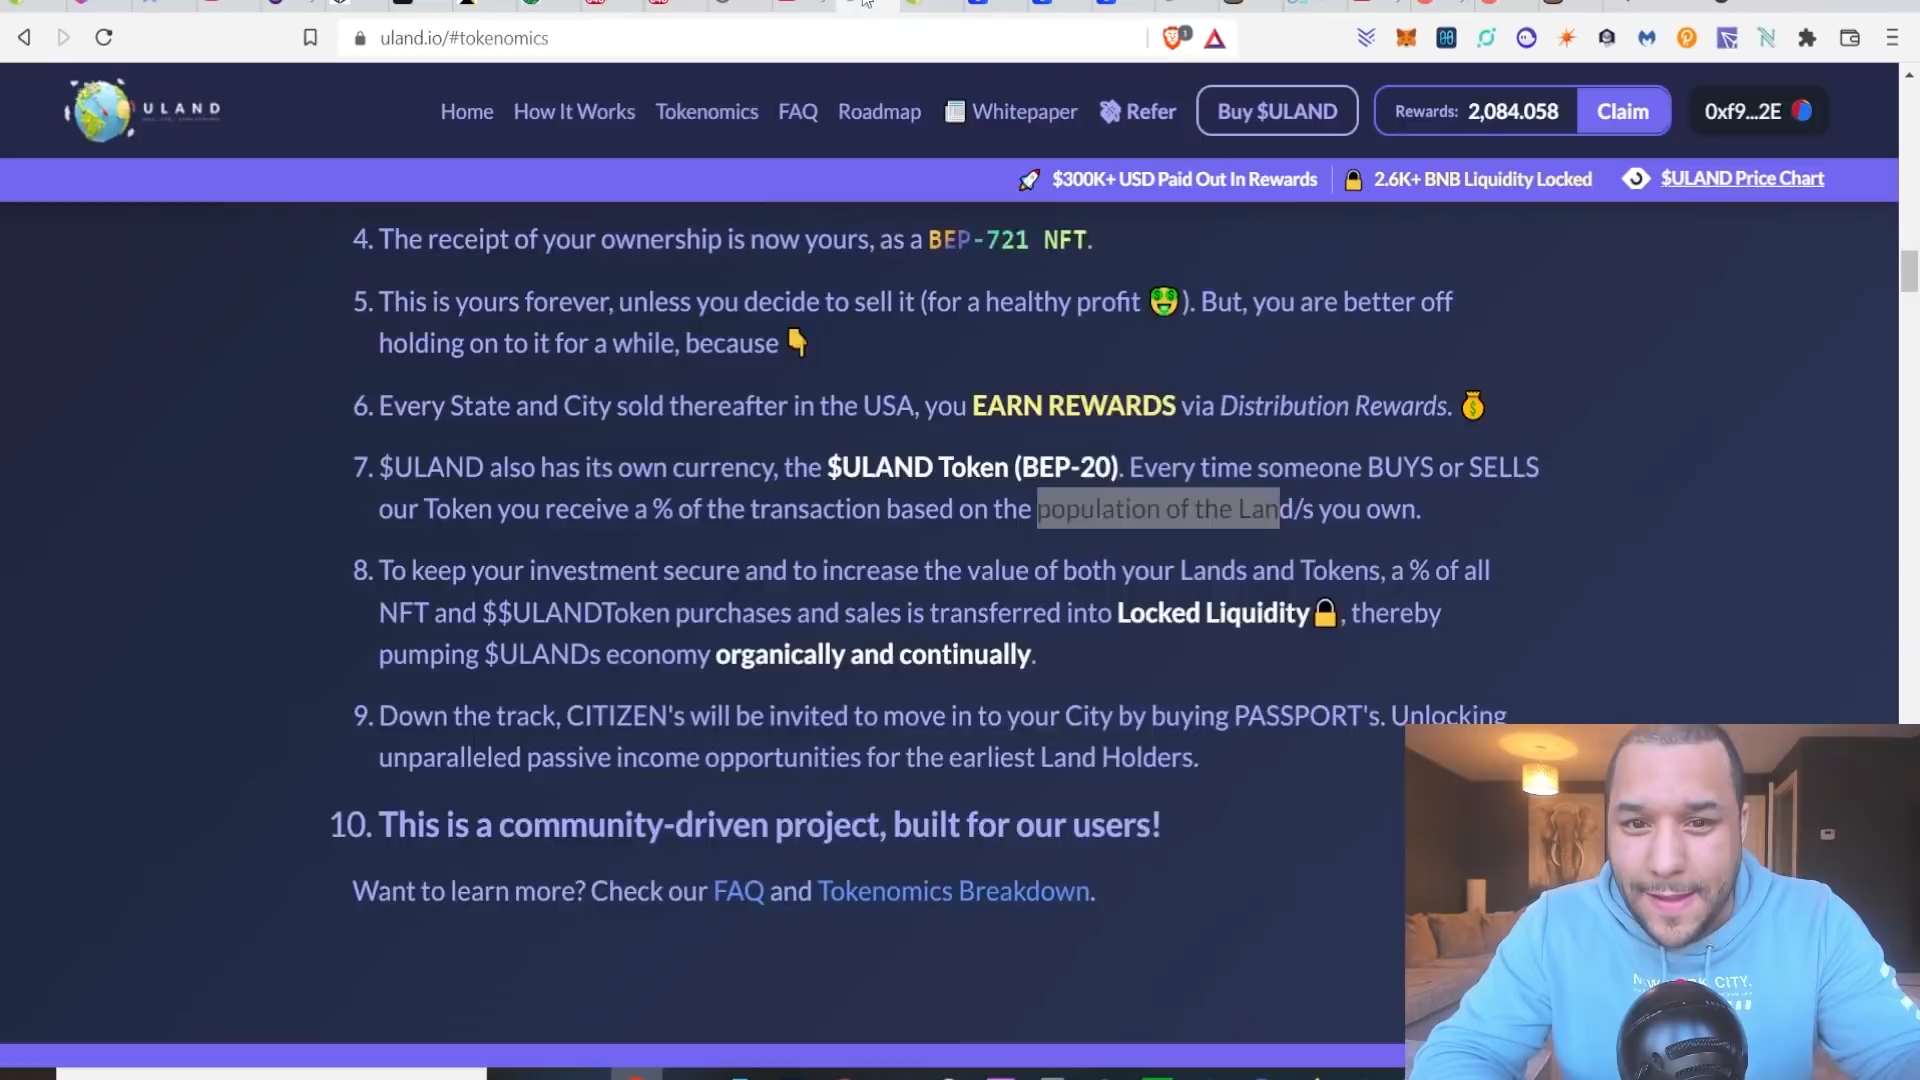 uland.io/#tokenomics
1
ULAND
Home How It Works Tokenomics FAQ Roadmap Whitepaper Refer Buy $ULAND Rewards: 2,084.058 Claim 0xf9...2E
$300K+ USD Paid Out In Rewards 2.6K+ BNB Liquidity Locked $ULAND Price Chart
4. The receipt of your ownership is now yours, as a BEP-721 NFT.
5. This is yours forever, unless you decide to sell it (for a healthy profit 🤑). But, you are better off
holding on to it for a while, because 👇
6. Every State and City sold thereafter in the USA, you EARN REWARDS via Distribution Rewards. 💰
7. $ULAND also has its own currency, the $ULAND Token (BEP-20). Every time someone BUYS or SELLS
our Token you receive a % of the transaction based on the population of the Land/s you own.
8. To keep your investment secure and to increase the value of both your Lands and Tokens, a % of all
NFT and $$ULANDToken purchases and sales is transferred into Locked Liquidity🔒, thereby
pumping $ULANDs economy organically and continually.
9. Down the track, CITIZEN's will be invited to move in to your City by buying PASSPORT's. Unlocking
unparalleled passive income opportunities for the earliest Land Holders.
10. This is a community-driven project, built for our users!
Want to learn more? Check our FAQ and Tokenomics Breakdown.
CITY.